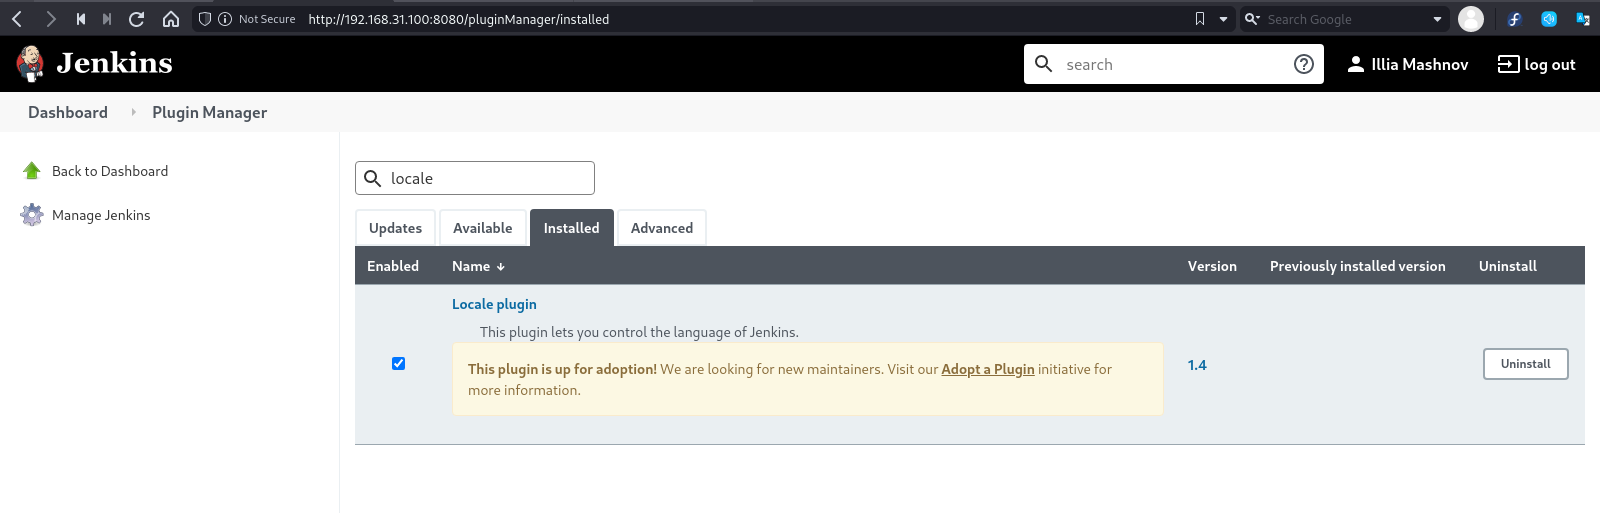 Not Secure http://192.168.31.100:8080/pluginManager/installed Search Google
Jenkins search Illia Mashnov log out
Dashboard Plugin Manager
Back to Dashboard
Manage Jenkins
locale
Updates Available Installed Advanced
Enabled Name ↓ Version Previously installed version Uninstall
Locale plugin
This plugin lets you control the language of Jenkins.
This plugin is up for adoption! We are looking for new maintainers. Visit our Adopt a Plugin initiative for
more information.
1.4
Uninstall